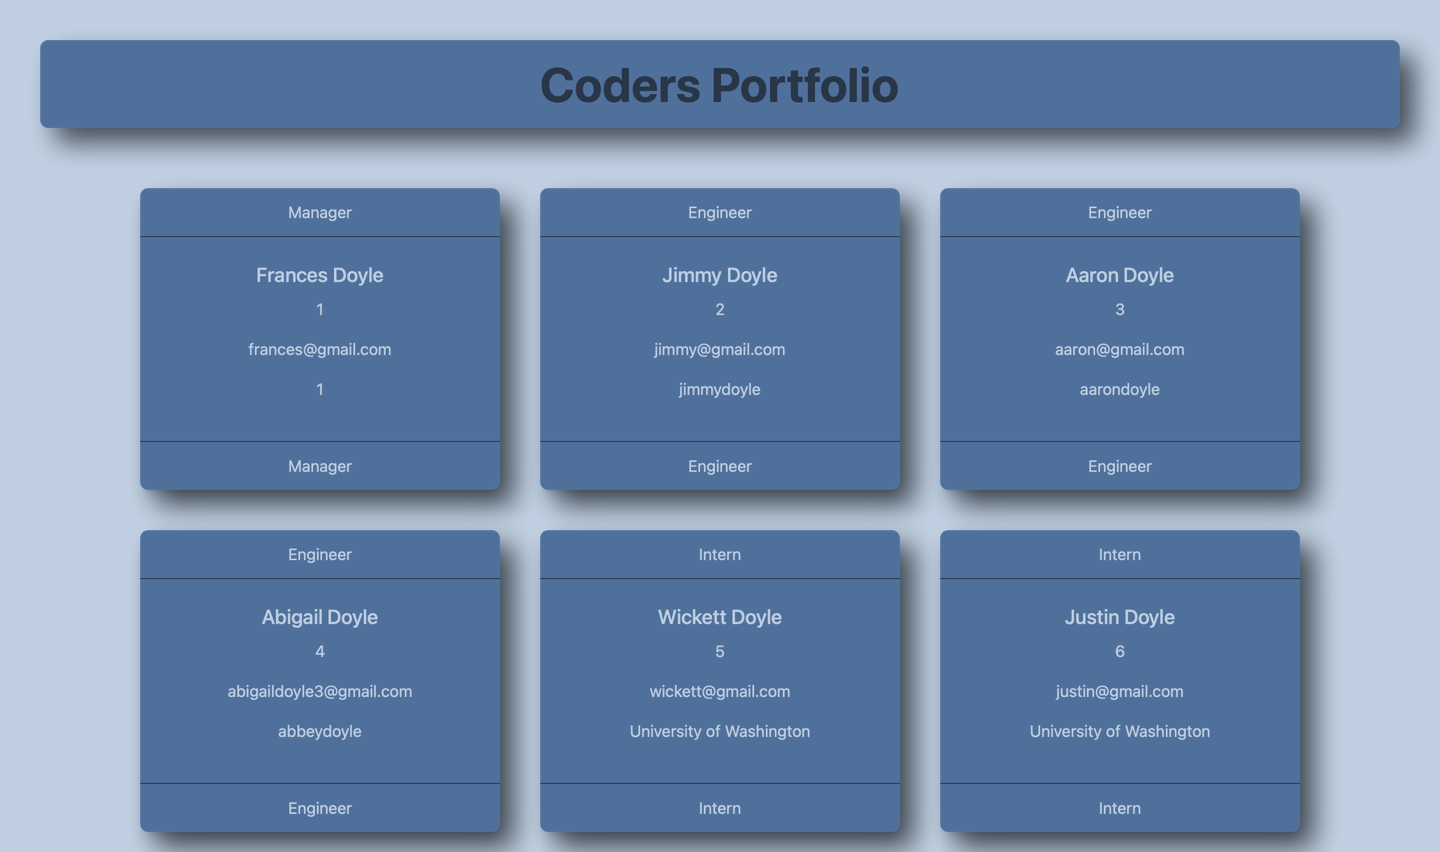 Coders Portfolio
Manager
Frances Doyle
1
frances@gmail.com
1
Manager
Engineer
Jimmy Doyle
2
jimmy@gmail.com
jimmydoyle
Engineer
Engineer
Aaron Doyle
3
aaron@gmail.com
aarondoyle
Engineer
Engineer
Abigail Doyle
4
abigaildoyle3@gmail.com
abbeydoyle
Engineer
Intern
Wickett Doyle
5
wickett@gmail.com
University of Washington
Intern
Intern
Justin Doyle
6
justin@gmail.com
University of Washington
Intern